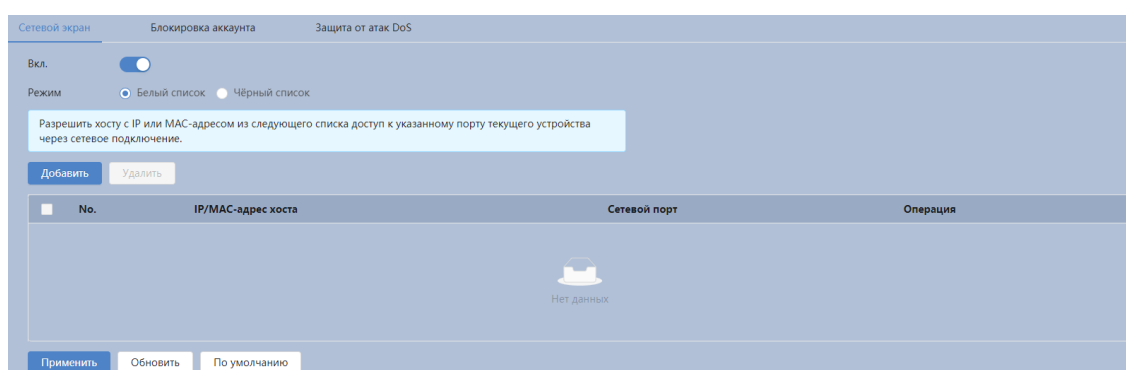 Сетевой экран Блокировка аккаунта Защита от атак DoS
Вкл.
Режим Белый список Чёрный список
Разрешить хосту с IP или MAC-адресом из следующего списка доступ к указанному порту текущего устройства
через сетевое подключение.
Добавить Удалить
No. IP/MAC-адрес хоста Сетевой порт Операция
Нет данных
Применить Обновить По умолчанию